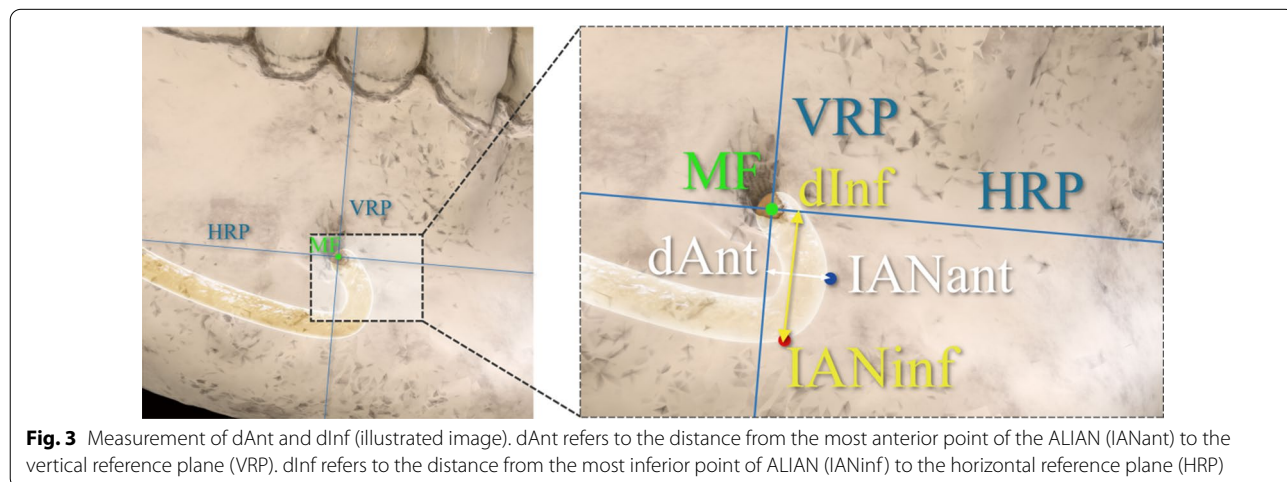 VRP
HRP
MF
VRP
MF
dInf
HRP
dAnt
IANant
IANinf
Fig. 3 Measurement of dAnt and dInf (illustrated image). dAnt refers to the distance from the most anterior point of the ALIAN (IANant) to the
vertical reference plane (VRP). dInf refers to the distance from the most inferior point of ALIAN (IANinf) to the horizontal reference plane (HRP)